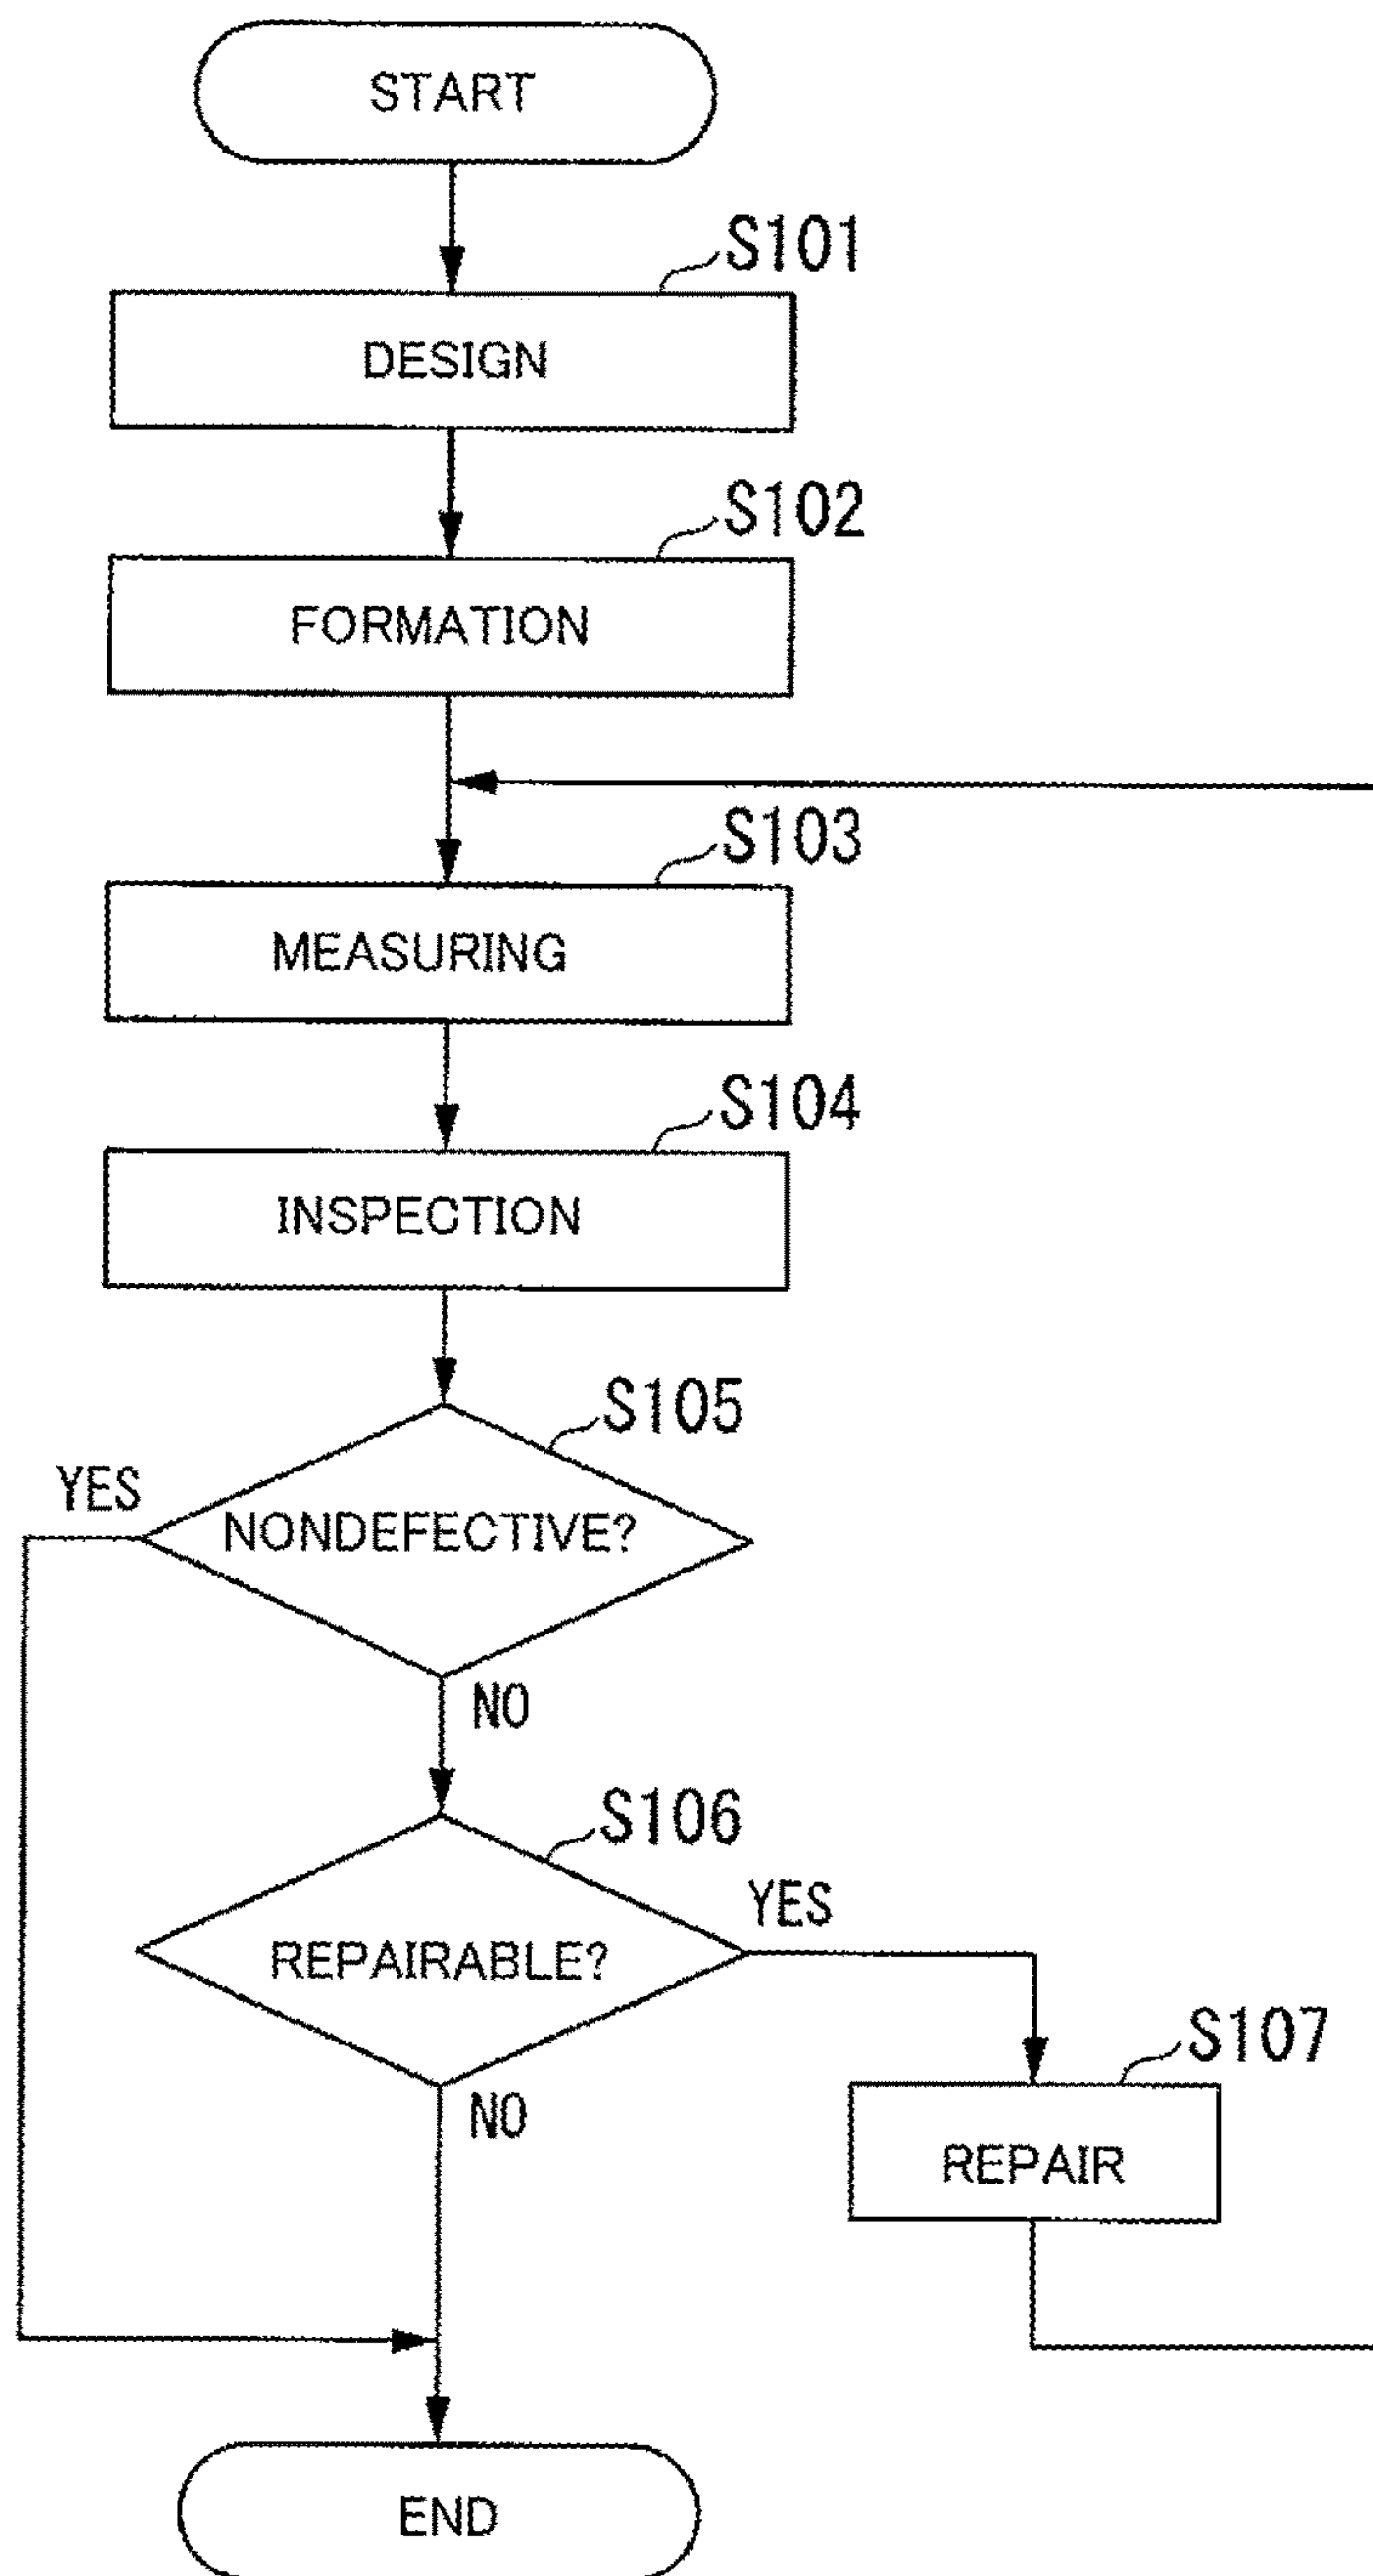 START
S101
DESIGN
S102
FORMATION
S103
MEASURING
S104
INSPECTION
S105
YES
NONDEFECTIVE?
NO
S106
YES
REPAIRABLE?
S107
NO
REPAIR
END